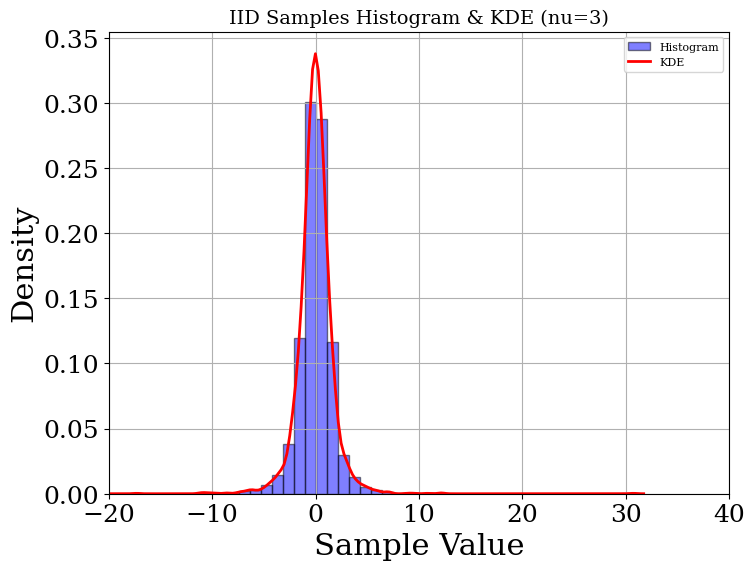 IID Samples Histogram & KDE (nu=3)
Histogram
KDE
Density
0.35
0.30
0.25
0.20
0.15
0.10
0.05
0.00
−20 −10 0 10 20 30 40
Sample Value